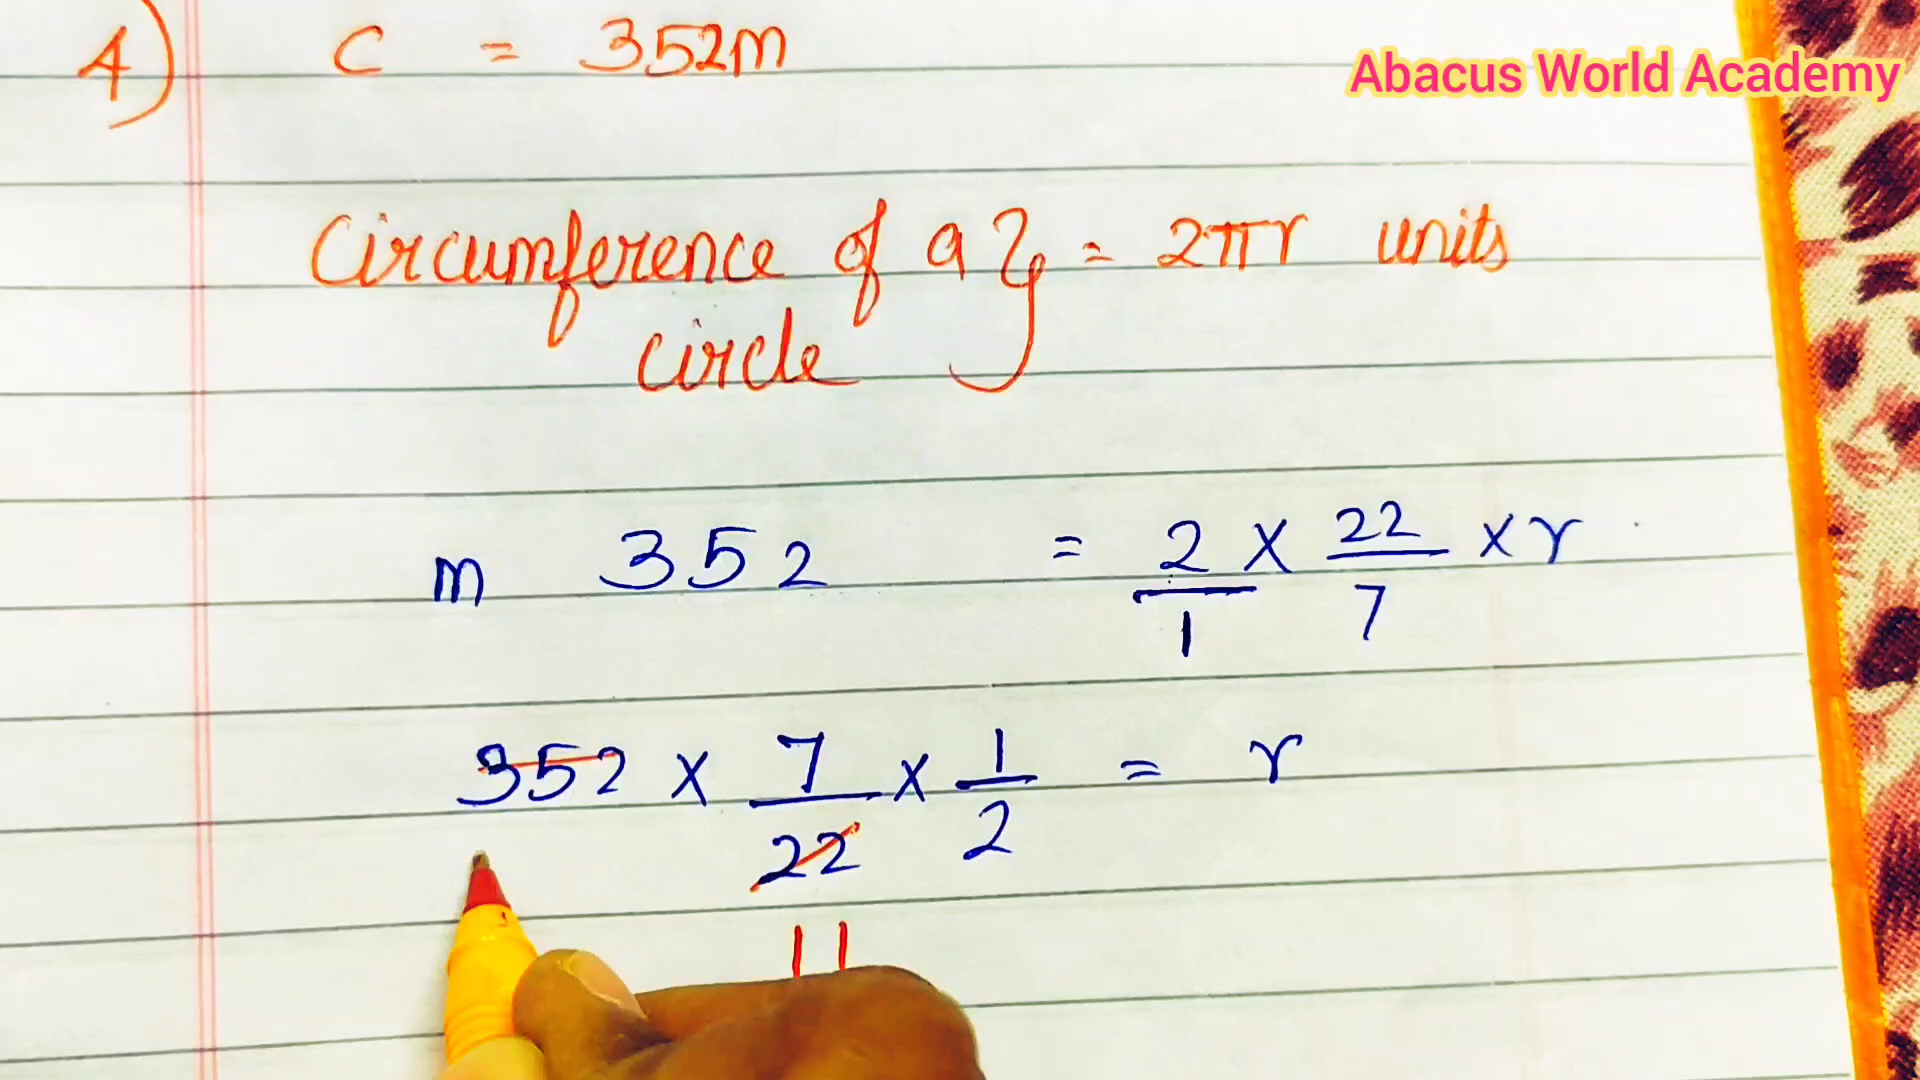 4) C = 352m
Abacus World Academy
Circumference of a } = 2πr units
circle
m 352 = 2/1 × 22/7 × r
352 × 7/22 × 1/2 = r
11